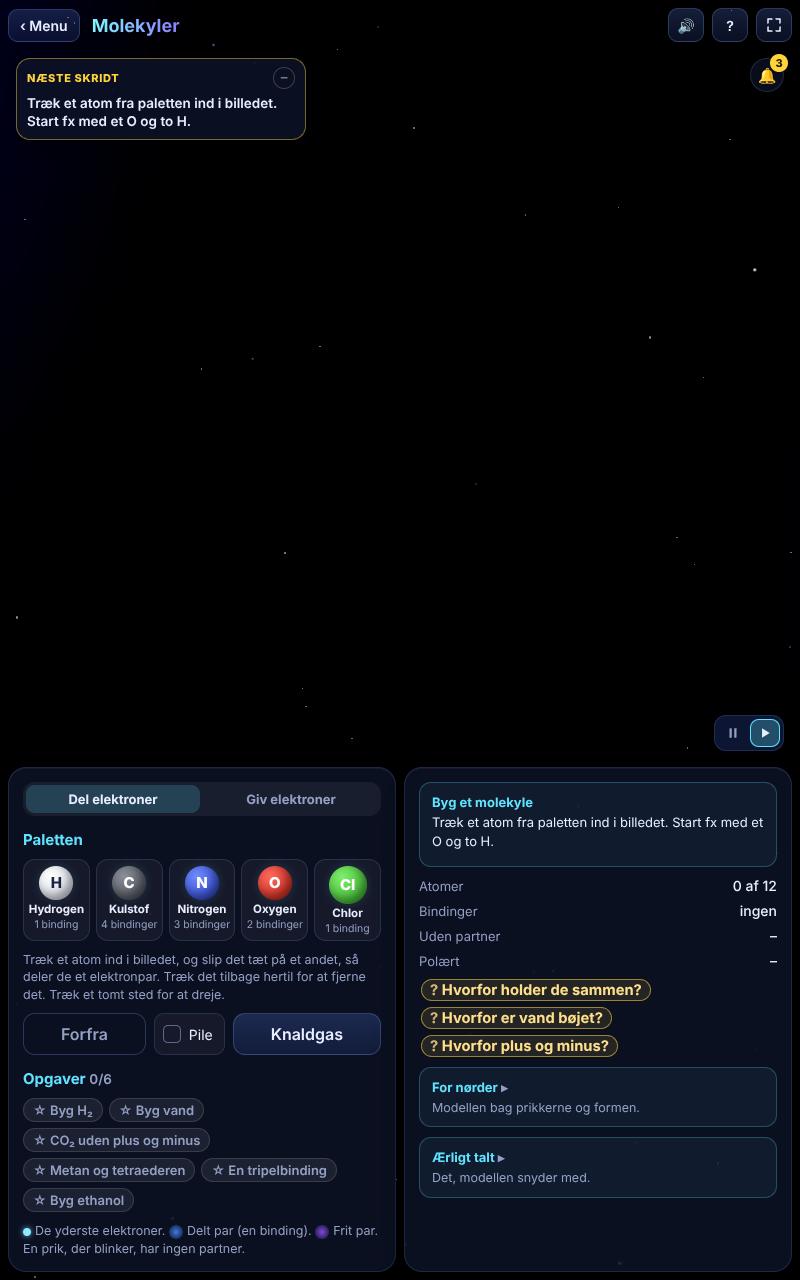 ‹ Menu
Molekyler
?
3
NÆSTE SKRIDT
Træk et atom fra paletten ind i billedet.
Start fx med et O og to H.
Del elektroner
Giv elektroner
Paletten
H
Hydrogen
1 binding
C
Kulstof
4 bindinger
N
Nitrogen
3 bindinger
O
Oxygen
2 bindinger
Cl
Chlor
1 binding
Træk et atom ind i billedet, og slip det tæt på et andet, så
deler de et elektronpar. Træk det tilbage hertil for at fjerne
det. Træk et tomt sted for at dreje.
Forfra
Pile
Knaldgas
Opgaver 0/6
☆ Byg H₂
☆ Byg vand
☆ CO₂ uden plus og minus
☆ Metan og tetraederen
☆ En tripelbinding
☆ Byg ethanol
De yderste elektroner. Delt par (en binding). Frit par.
En prik, der blinker, har ingen partner.
Byg et molekyle
Træk et atom fra paletten ind i billedet. Start fx med et
O og to H.
Atomer 0 af 12
Bindinger ingen
Uden partner –
Polært –
? Hvorfor holder de sammen?
? Hvorfor er vand bøjet?
? Hvorfor plus og minus?
For nørder ▸
Modellen bag prikkerne og formen.
Ærligt talt ▸
Det, modellen snyder med.